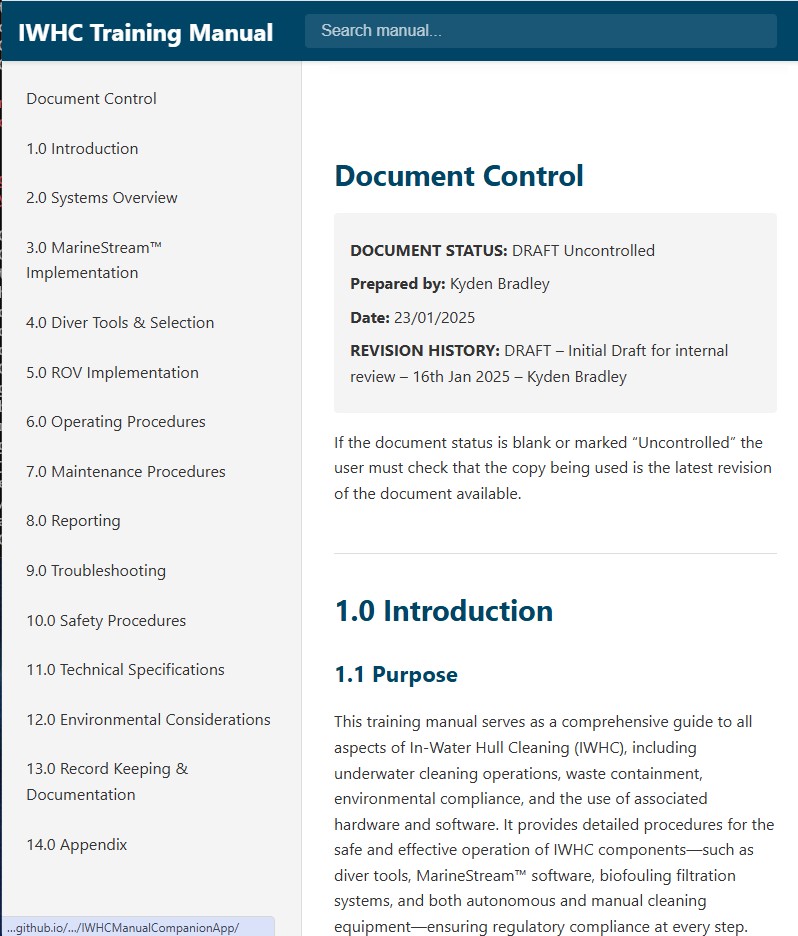 IWHC Training Manual
Search manual...
Document Control
1.0 Introduction
2.0 Systems Overview
3.0 MarineStream™
Implementation
4.0 Diver Tools & Selection
5.0 ROV Implementation
6.0 Operating Procedures
7.0 Maintenance Procedures
8.0 Reporting
9.0 Troubleshooting
10.0 Safety Procedures
11.0 Technical Specifications
12.0 Environmental Considerations
13.0 Record Keeping &
Documentation
14.0 Appendix
...github.io/.../IWHCManualCompanionApp/
Document Control
DOCUMENT STATUS: DRAFT Uncontrolled
Prepared by: Kyden Bradley
Date: 23/01/2025
REVISION HISTORY: DRAFT – Initial Draft for internal
review – 16th Jan 2025 – Kyden Bradley
If the document status is blank or marked “Uncontrolled” the
user must check that the copy being used is the latest revision
of the document available.
1.0 Introduction
1.1 Purpose
This training manual serves as a comprehensive guide to all
aspects of In-Water Hull Cleaning (IWHC), including
underwater cleaning operations, waste containment,
environmental compliance, and the use of associated
hardware and software. It provides detailed procedures for the
safe and effective operation of IWHC components—such as
diver tools, MarineStream™ software, biofouling filtration
systems, and both autonomous and manual cleaning
equipment—ensuring regulatory compliance at every step.